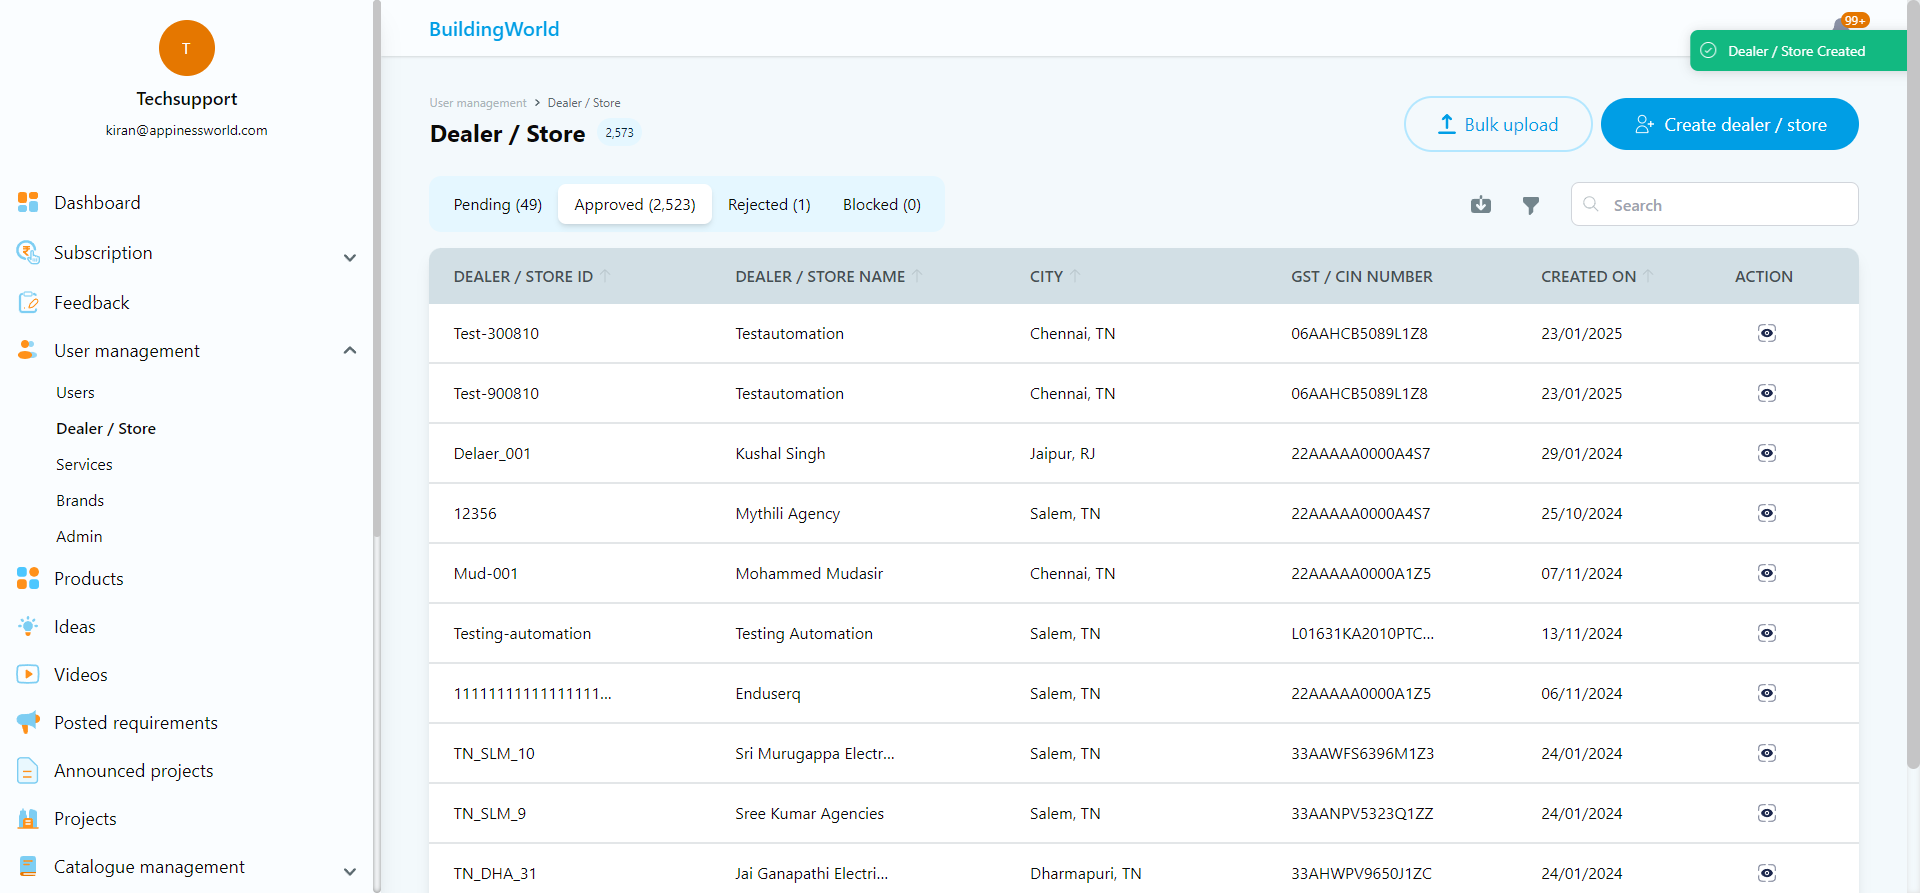 T
Techsupport
kiran@appinessworld.com
Dashboard
Subscription
Feedback
User management
Users
Dealer / Store
Services
Brands
Admin
Products
Ideas
Videos
Posted requirements
Announced projects
Projects
Catalogue management
BuildingWorld
99+
Dealer / Store Created
User management > Dealer / Store
Dealer / Store 2,573
Bulk upload
Create dealer / store
Pending (49) Approved (2,523) Rejected (1) Blocked (0)
Search
DEALER / STORE ID DEALER / STORE NAME CITY GST / CIN NUMBER CREATED ON ACTION
Test-300810 Testautomation Chennai, TN 06AAHCB5089L1Z8 23/01/2025
Test-900810 Testautomation Chennai, TN 06AAHCB5089L1Z8 23/01/2025
Delaer_001 Kushal Singh Jaipur, RJ 22AAAAA0000A4S7 29/01/2024
12356 Mythili Agency Salem, TN 22AAAAA0000A4S7 25/10/2024
Mud-001 Mohammed Mudasir Chennai, TN 22AAAAA0000A1Z5 07/11/2024
Testing-automation Testing Automation Salem, TN L01631KA2010PTC... 13/11/2024
11111111111111111... Enduserq Salem, TN 22AAAAA0000A1Z5 06/11/2024
TN_SLM_10 Sri Murugappa Electr... Salem, TN 33AAWFS6396M1Z3 24/01/2024
TN_SLM_9 Sree Kumar Agencies Salem, TN 33AANPV5323Q1ZZ 24/01/2024
TN_DHA_31 Jai Ganapathi Electri... Dharmapuri, TN 33AHWPV9650J1ZC 24/01/2024